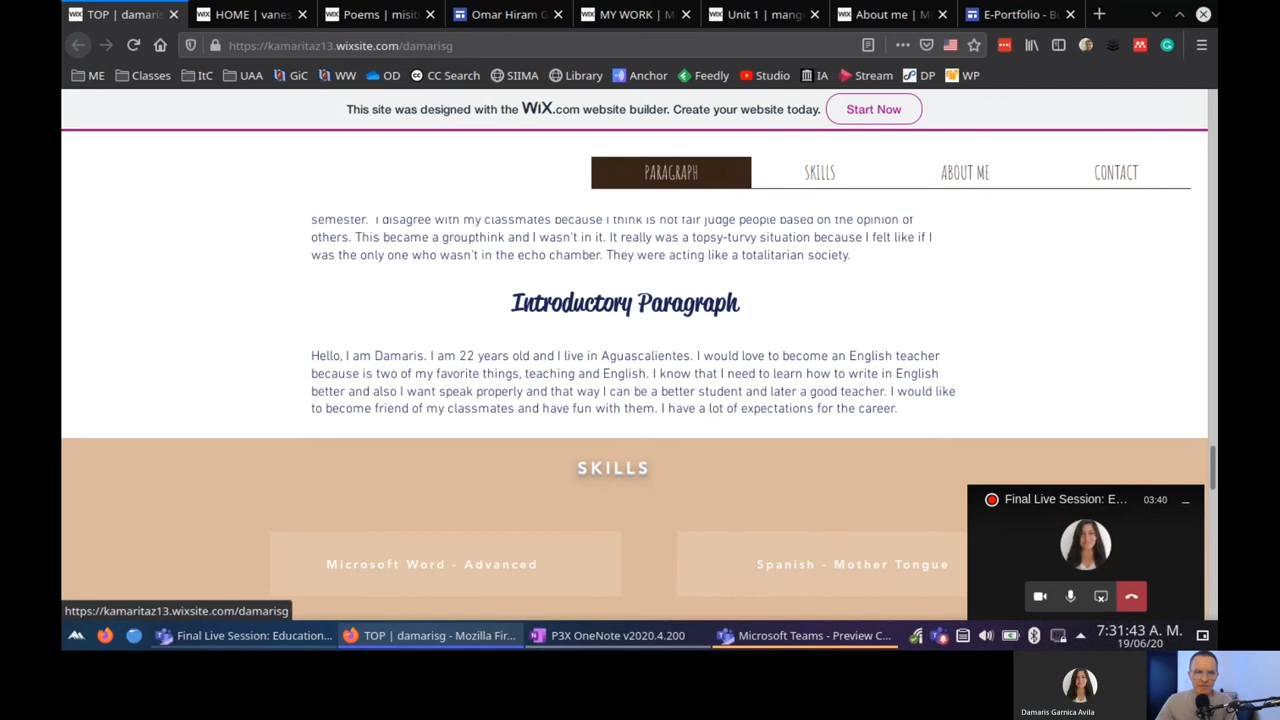 TOP | damaris
HOME | vanes
Poems | misit
Omar Hiram G
MY WORK | M
Unit 1 | mang
About me | M
E-Portfolio - Bu
https://kamaritaz13.wixsite.com/damarisg
ME Classes ItC UAA GiC WW OD CC Search SIIMA Library Anchor Feedly Studio IA Stream DP WP
This site was designed with the WiX.com website builder. Create your website today. Start Now
PARAGRAPH SKILLS ABOUT ME CONTACT
semester. I disagree with my classmates because I think is not fair judge people based on the opinion of
others. This became a groupthink and I wasn't in it. It really was a topsy-turvy situation because I felt like if I
was the only one who wasn't in the echo chamber. They were acting like a totalitarian society.
Introductory Paragraph
Hello, I am Damaris. I am 22 years old and I live in Aguascalientes. I would love to become an English teacher
because is two of my favorite things, teaching and English. I know that I need to learn how to write in English
better and also I want speak properly and that way I can be a better student and later a good teacher. I would like
to become friend of my classmates and have fun with them. I have a lot of expectations for the career.
SKILLS
Microsoft Word - Advanced
Spanish - Mother Tongue
Final Live Session: E... 03:40
https://kamaritaz13.wixsite.com/damarisg
Final Live Session: Education...
TOP | damarisg - Mozilla Fir...
P3X OneNote v2020.4.200
Microsoft Teams - Preview C...
7:31:43 A. M.
19/06/20
Damaris Garnica Avila